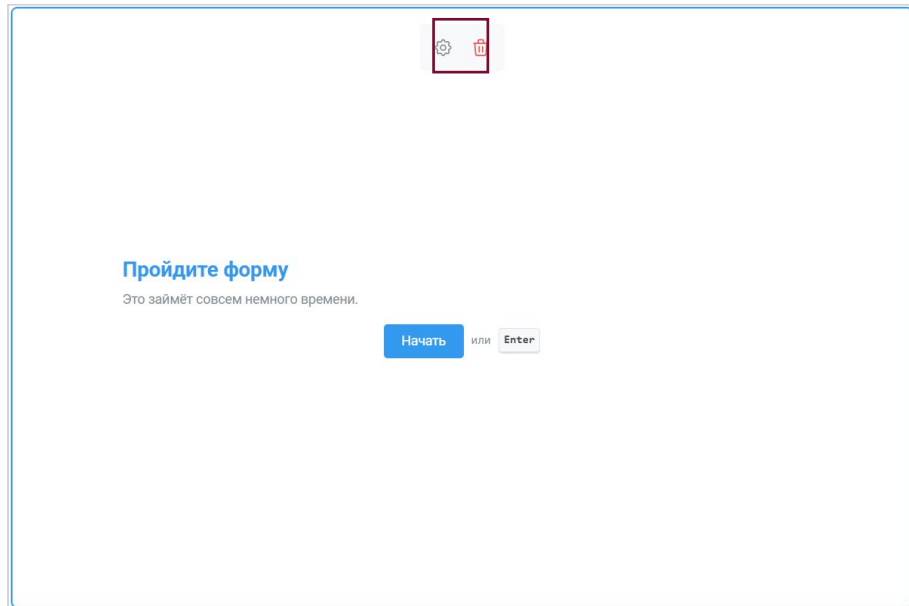 Пройдите форму
Это займёт совсем немного времени.
Начать или Enter